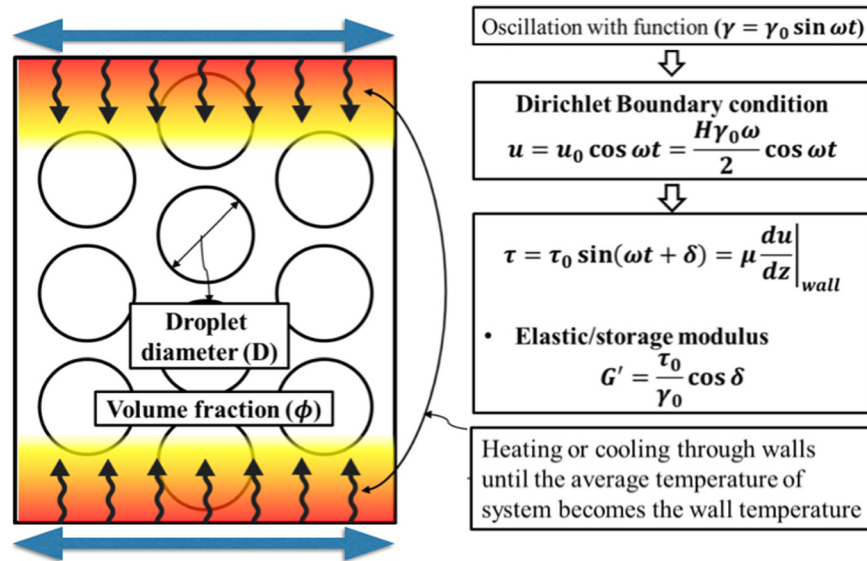 Droplet
diameter (D)
Volume fraction (ϕ)
Oscillation with function (γ = γ₀ sin ωt)
Dirichlet Boundary condition
u = u₀ cos ωt = Hγ₀ω/2 cos ωt
τ = τ₀ sin(ωt + δ) = μ du/dz|wall
• Elastic/storage modulus
G′ = τ₀/γ₀ cos δ
Heating or cooling through walls
until the average temperature of
system becomes the wall temperature